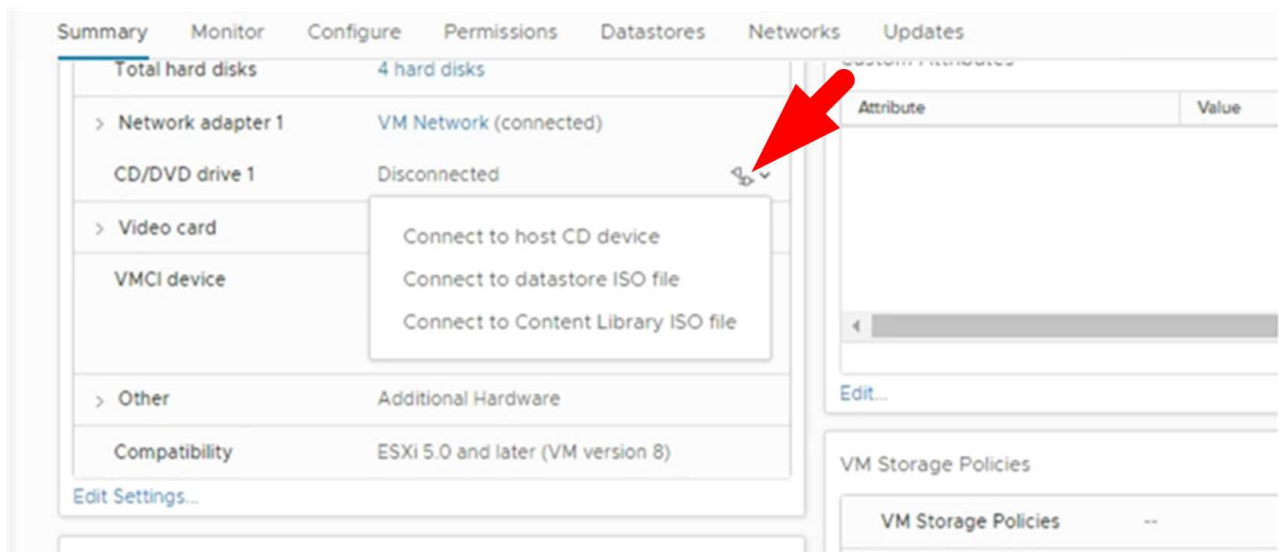 Summary Monitor Configure Permissions Datastores Networks Updates
Total hard disks 4 hard disks
> Network adapter 1 VM Network (connected)
CD/DVD drive 1 Disconnected
> Video card
Connect to host CD device
VMCI device
Connect to datastore ISO file
Connect to Content Library ISO file
> Other Additional Hardware
Compatibility ESXi 5.0 and later (VM version 8)
Edit Settings...
Custom Attributes
Attribute Value
Edit...
VM Storage Policies
VM Storage Policies --